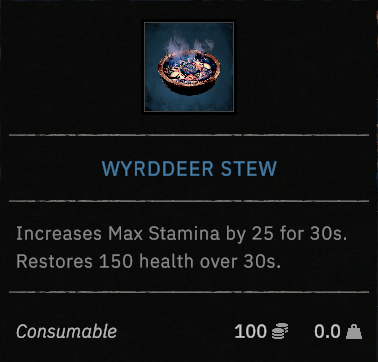 WYRDDEER STEW
Increases Max Stamina by 25 for 30s.
Restores 150 health over 30s.
Consumable 100 0.0